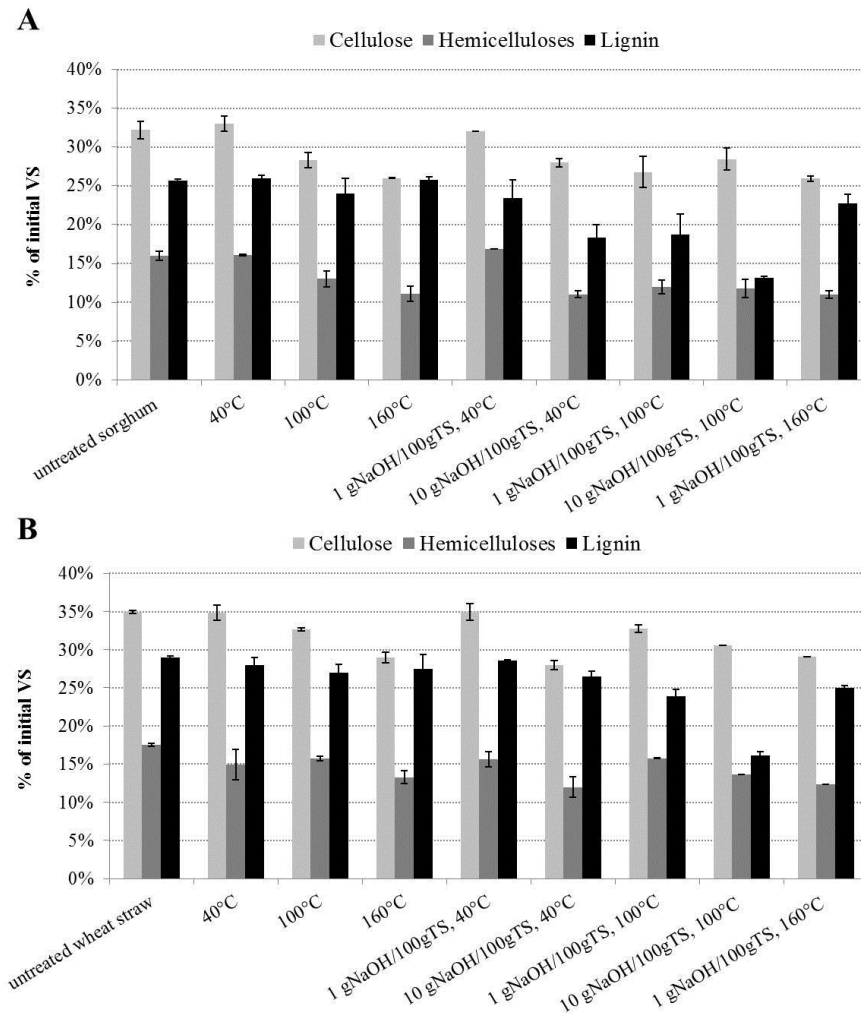 A
Cellulose Hemicelluloses Lignin
40%
35%
30%
25%
20%
15%
10%
5%
0%
% of initial VS
untreated sorghum
40°C
100°C
160°C
1 gNaOH/100gTS, 40°C
10 gNaOH/100gTS, 40°C
1 gNaOH/100gTS, 100°C
10 gNaOH/100gTS, 100°C
1 gNaOH/100gTS, 160°C
B
Cellulose Hemicelluloses Lignin
40%
35%
30%
25%
20%
15%
10%
5%
0%
% of initial VS
untreated wheat straw
40°C
100°C
160°C
1 gNaOH/100gTS, 40°C
10 gNaOH/100gTS, 40°C
1 gNaOH/100gTS, 100°C
10 gNaOH/100gTS, 100°C
1 gNaOH/100gTS, 160°C